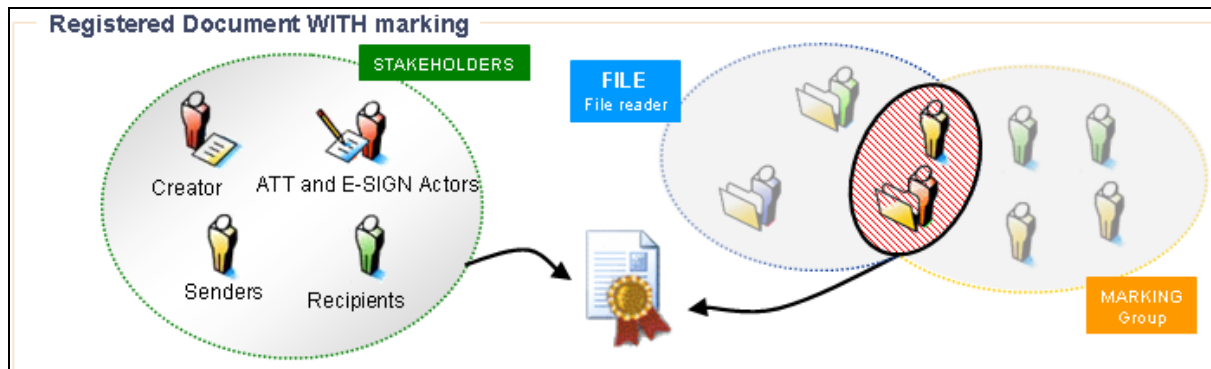 Registered Document WITH marking
STAKEHOLDERS
Creator
ATT and E-SIGN Actors
Senders
Recipients
FILE
File reader
MARKING
Group